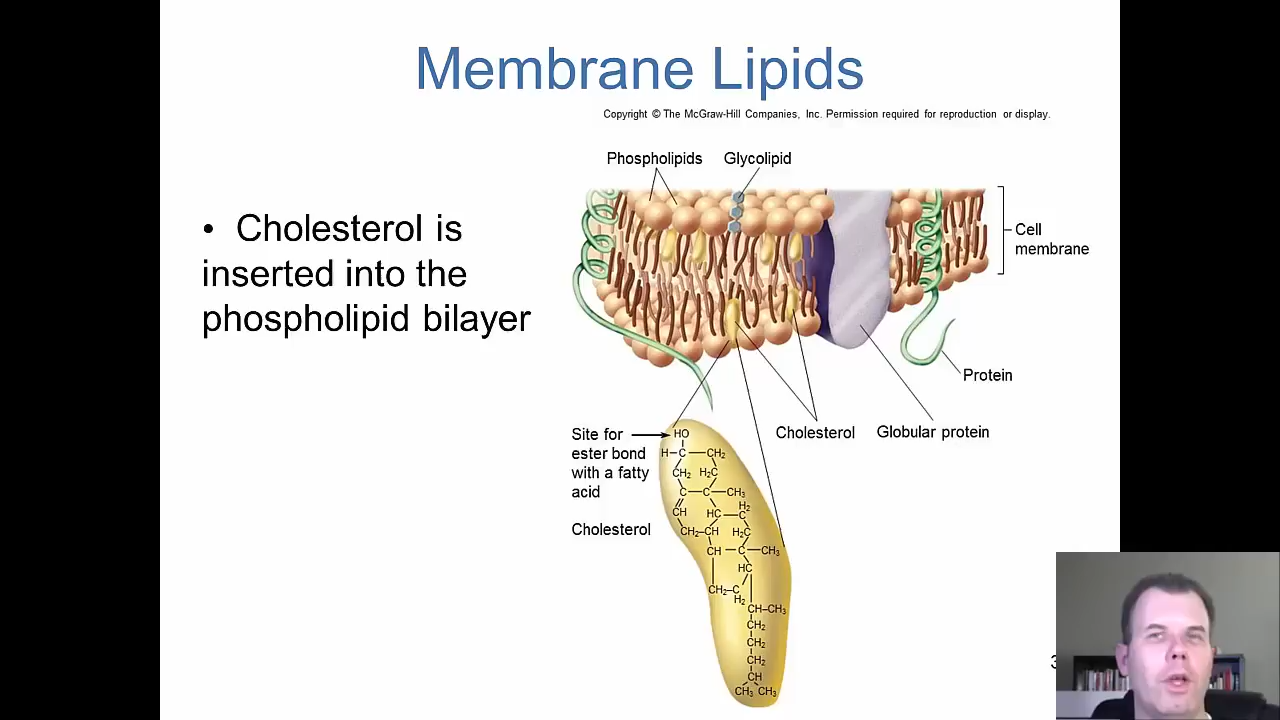 Membrane Lipids
Copyright © The McGraw-Hill Companies, Inc. Permission required for reproduction or display.
• Cholesterol is
inserted into the
phospholipid bilayer
Phospholipids
Glycolipid
Cell
membrane
Protein
Cholesterol
Globular protein
Site for
ester bond
with a fatty
acid
Cholesterol
HO
H–C—CH₂
CH₂ H₂C
C—C—CH₃
H₂
CH HC—C
CH₂–CH H₂C
CH—C—CH₃
HC
CH₂–C
H₂
CH–CH₃
CH₂
CH₂
CH₂
CH
CH₃ CH₃